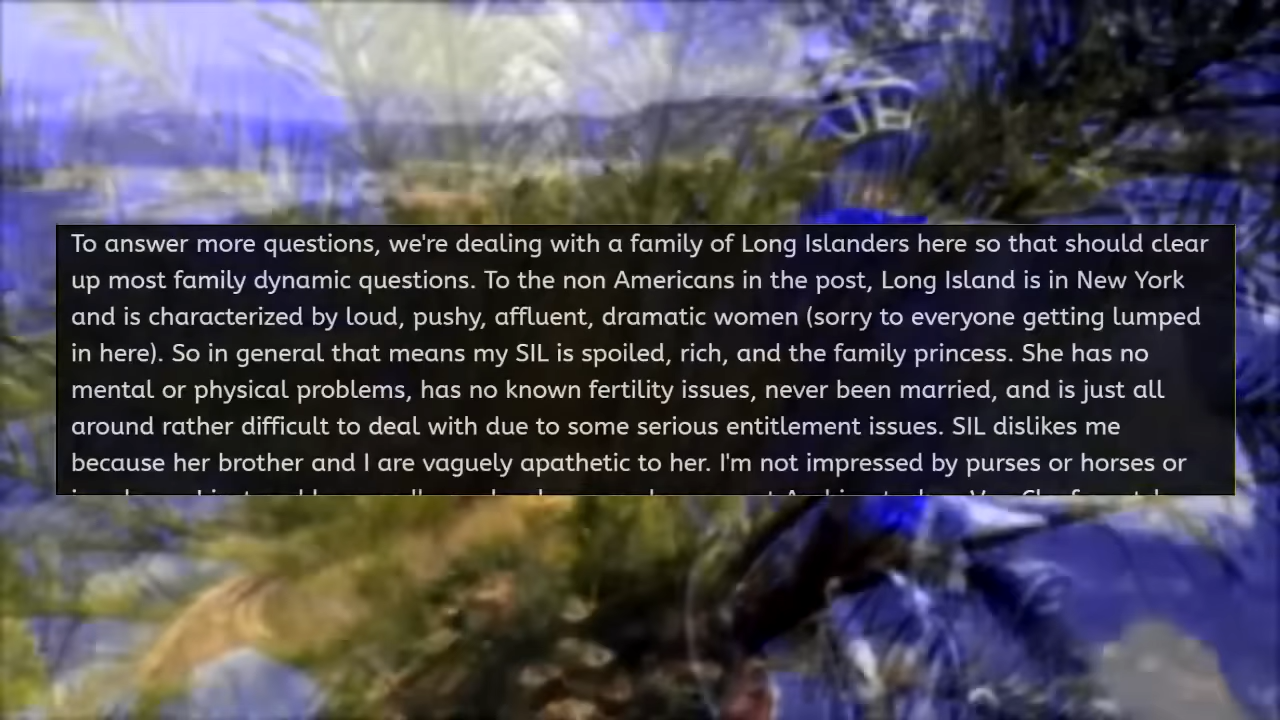 To answer more questions, we're dealing with a family of Long Islanders here so that should clear
up most family dynamic questions. To the non Americans in the post, Long Island is in New York
and is characterized by loud, pushy, affluent, dramatic women (sorry to everyone getting lumped
in here). So in general that means my SIL is spoiled, rich, and the family princess. She has no
mental or physical problems, has no known fertility issues, never been married, and is just all
around rather difficult to deal with due to some serious entitlement issues. SIL dislikes me
because her brother and I are vaguely apathetic to her. I'm not impressed by purses or horses or